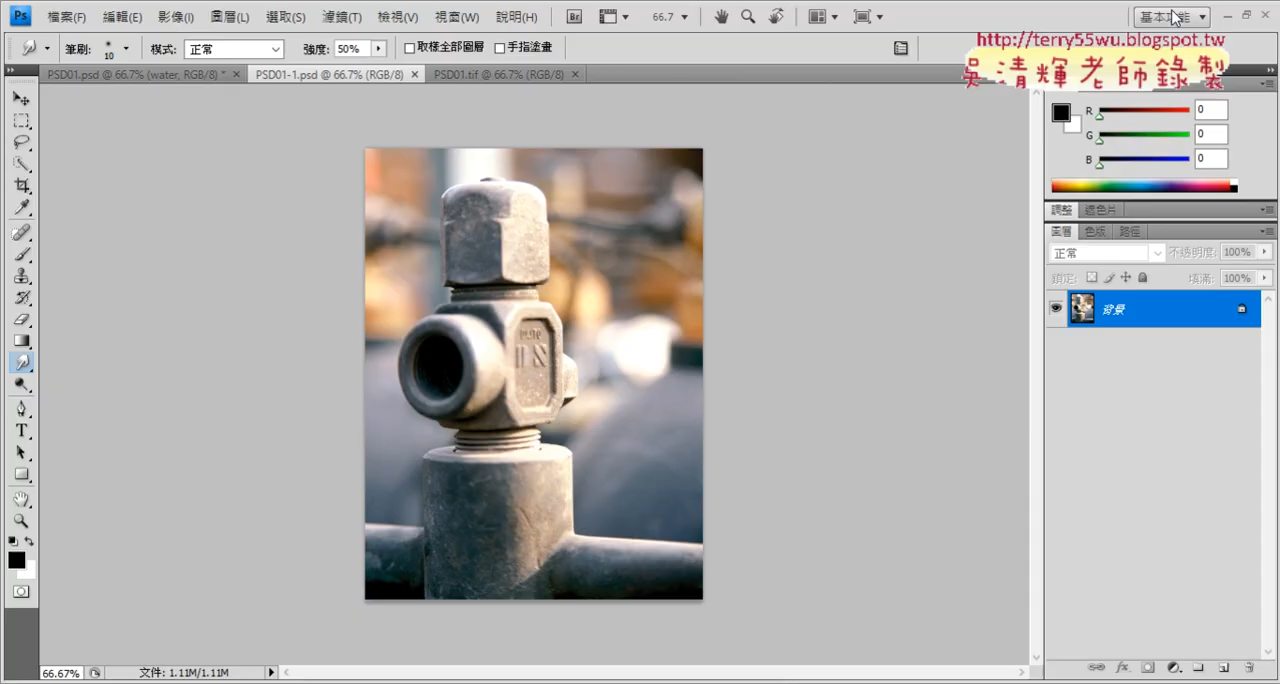 Ps 檔案(F) 編輯(E) 影像(I) 圖層(L) 選取(S) 濾鏡(T) 檢視(V) 視窗(W) 說明(H) Br 66.7 基本功能
筆刷: 10 模式: 正常 強度: 50% 取樣全部圖層 手指塗畫
http://terry55wu.blogspot.tw
吳清輝老師錄製
PSD01.psd @ 66.7% (water, RGB/8) * × PSD01-1.psd @ 66.7% (RGB/8) × PSD01.tif @ 66.7% (RGB/8) ×
R 0
G 0
B 0
調整 遮色片
圖層 色版 路徑
正常 不透明度: 100%
鎖定: 填滿: 100%
背景
T
fx
66.67% 文件: 1.11M/1.11M